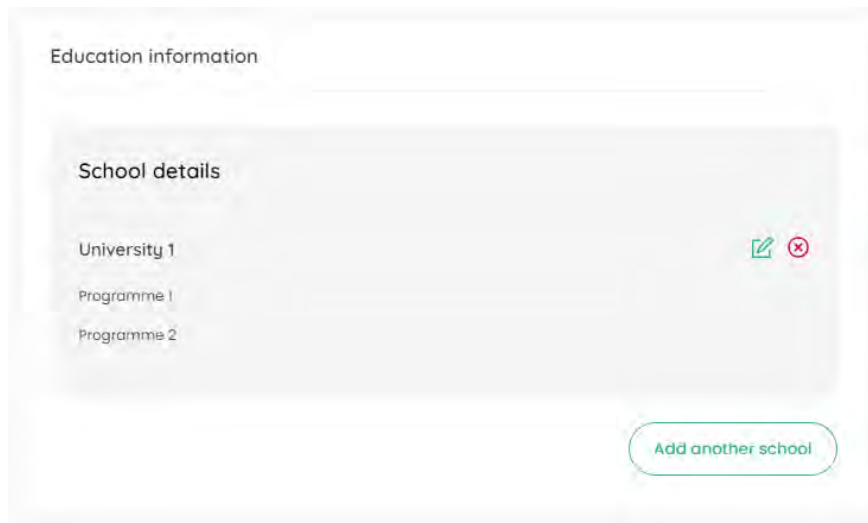 Education information
School details
University 1
Programme 1
Programme 2
Add another school